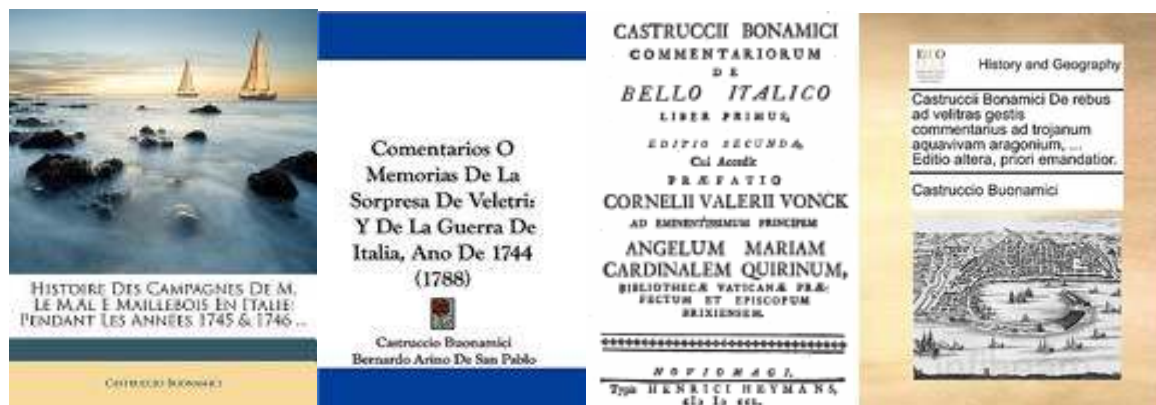 HISTOIRE DES CAMPAGNES DE M.
LE M.AL E MAILLEBOIS EN ITALIE:
PENDANT LES ANNÉES 1745 & 1746 ...
CASTRUCCIO BUONAMICI
Comentarios O
Memorias De La
Sorpresa De Veletri:
Y De La Guerra De
Italia, Ano De 1744
(1788)
Castruccio Buonamici
Bernardo Arino De San Pablo
CASTRUCCII BONAMICI
COMMENTARIORUM
DE
BELLO ITALICO
LIBER PRIMUS,
EDITIO SECUNDA,
Cui Accedit
PRÆFATIO
CORNELII VALERII VONCK
AD EMINENTISSIMUM PRINCIPEM
ANGELUM MARIAM
CARDINALEM QUIRINUM,
BIBLIOTHECÆ VATICANÆ PRÆ-
FECTUM ET EPISCOPUM
BRIXIENSEM.
NOVIOMAGI,
Typis HENRICI HEYMANS,
ECCO
History and Geography
Castruccii Bonamici De rebus
ad velitras gestis
commentarius ad trojanum
aquavivam aragonium, ...
Editio altera, priori emandatior.
Castruccio Buonamici